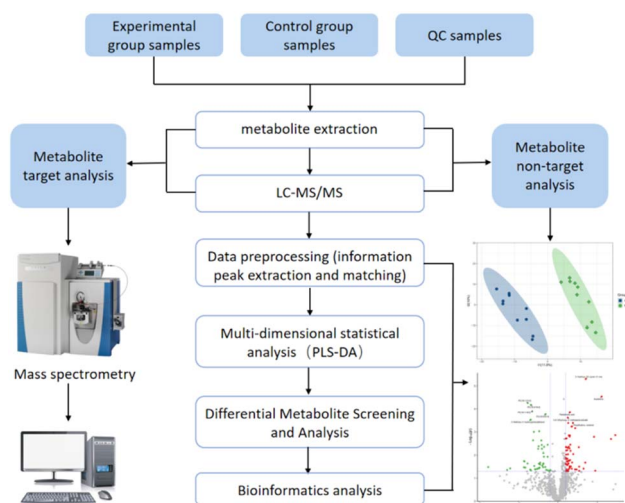 Experimental
group samples
Control group
samples
QC samples
metabolite extraction
Metabolite
target analysis
Metabolite
non-target
analysis
LC-MS/MS
Data preprocessing (information
peak extraction and matching)
Multi-dimensional statistical
analysis（PLS-DA）
Mass spectrometry
Differential Metabolite Screening
and Analysis
Bioinformatics analysis